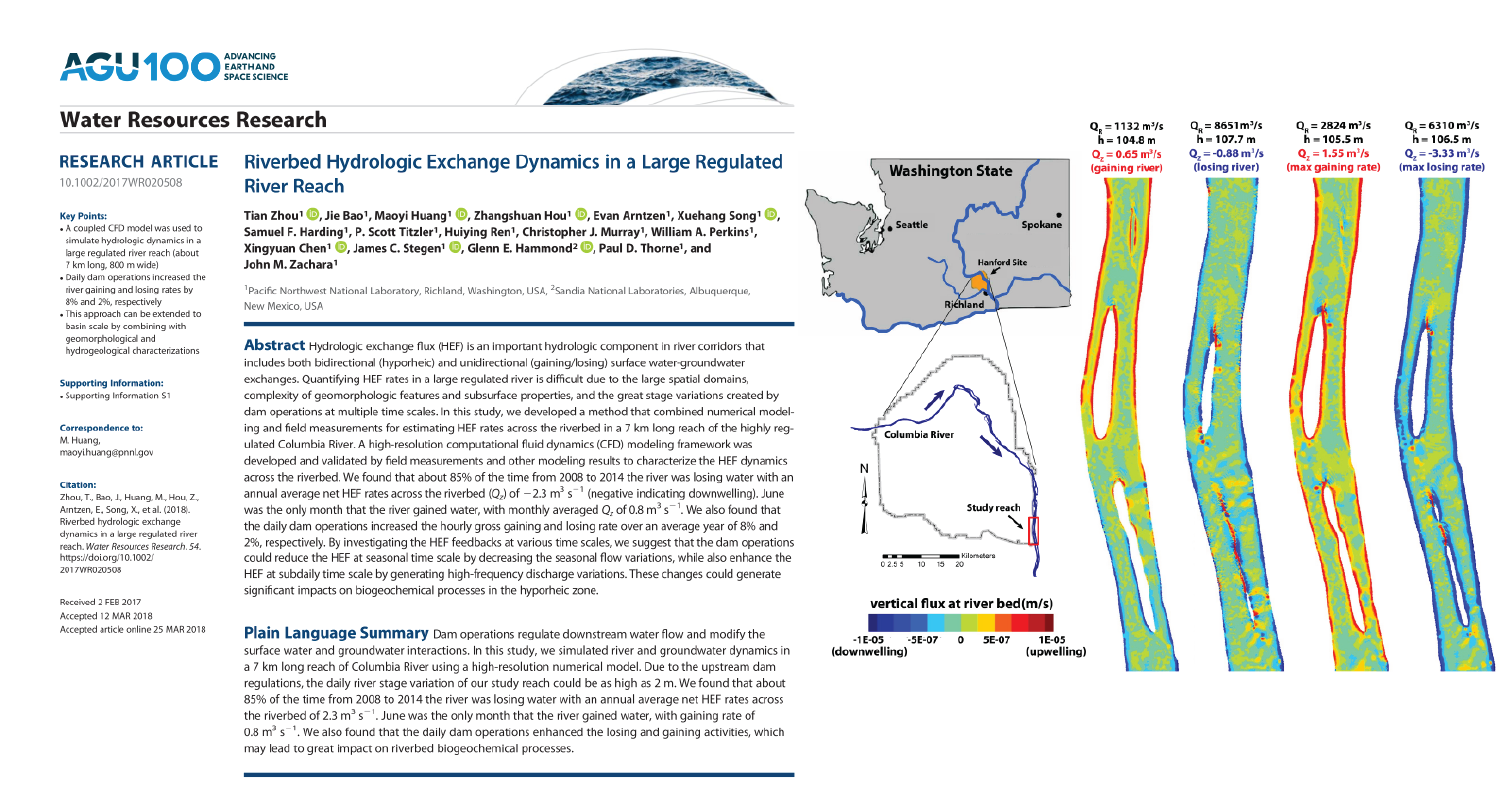 AGU100 ADVANCING
EARTH AND
SPACE SCIENCE
Water Resources Research
RESEARCH ARTICLE
10.1002/2017WR020508
Key Points:
• A coupled CFD model was used to
simulate hydrologic dynamics in a
large regulated river reach (about
7 km long, 800 m wide)
• Daily dam operations increased the
river gaining and losing rates by
8% and 2%, respectively
• This approach can be extended to
basin scale by combining with
geomorphological and
hydrogeological characterizations
Supporting Information:
• Supporting Information S1
Correspondence to:
M. Huang,
maoyi.huang@pnnl.gov
Citation:
Zhou, T., Bao, J., Huang, M., Hou, Z.,
Arntzen, E., Song, X., et al. (2018).
Riverbed hydrologic exchange
dynamics in a large regulated river
reach. Water Resources Research, 54.
https://doi.org/10.1002/
2017WR020508
Received 2 FEB 2017
Accepted 12 MAR 2018
Accepted article online 25 MAR 2018
Riverbed Hydrologic Exchange Dynamics in a Large Regulated
River Reach
Tian Zhou¹, Jie Bao¹, Maoyi Huang¹, Zhangshuan Hou¹, Evan Arntzen¹, Xuehang Song¹,
Samuel F. Harding¹, P. Scott Titzler¹, Huiying Ren¹, Christopher J. Murray¹, William A. Perkins¹,
Xingyuan Chen¹, James C. Stegen¹, Glenn E. Hammond², Paul D. Thorne¹, and
John M. Zachara¹
¹Pacific Northwest National Laboratory, Richland, Washington, USA, ²Sandia National Laboratories, Albuquerque,
New Mexico, USA
Abstract Hydrologic exchange flux (HEF) is an important hydrologic component in river corridors that
includes both bidirectional (hyporheic) and unidirectional (gaining/losing) surface water-groundwater
exchanges. Quantifying HEF rates in a large regulated river is difficult due to the large spatial domains,
complexity of geomorphologic features and subsurface properties, and the great stage variations created by
dam operations at multiple time scales. In this study, we developed a method that combined numerical model-
ing and field measurements for estimating HEF rates across the riverbed in a 7 km long reach of the highly reg-
ulated Columbia River. A high-resolution computational fluid dynamics (CFD) modeling framework was
developed and validated by field measurements and other modeling results to characterize the HEF dynamics
across the riverbed. We found that about 85% of the time from 2008 to 2014 the river was losing water with an
annual average net HEF rates across the riverbed (Qz) of −2.3 m³ s⁻¹ (negative indicating downwelling). June
was the only month that the river gained water, with monthly averaged Qz of 0.8 m³ s⁻¹. We also found that
the daily dam operations increased the hourly gross gaining and losing rate over an average year of 8% and
2%, respectively. By investigating the HEF feedbacks at various time scales, we suggest that the dam operations
could reduce the HEF at seasonal time scale by decreasing the seasonal flow variations, while also enhance the
HEF at subdaily time scale by generating high-frequency discharge variations. These changes could generate
significant impacts on biogeochemical processes in the hyporheic zone.
Plain Language Summary Dam operations regulate downstream water flow and modify the
surface water and groundwater interactions. In this study, we simulated river and groundwater dynamics in
a 7 km long reach of Columbia River using a high-resolution numerical model. Due to the upstream dam
regulations, the daily river stage variation of our study reach could be as high as 2 m. We found that about
85% of the time from 2008 to 2014 the river was losing water with an annual average net HEF rates across
the riverbed of 2.3 m³ s⁻¹. June was the only month that the river gained water, with gaining rate of
0.8 m³ s⁻¹. We also found that the daily dam operations enhanced the losing and gaining activities, which
may lead to great impact on riverbed biogeochemical processes.
Washington State
Seattle
Spokane
Hanford Site
Richland
Columbia River
N
Study reach
Kilometers
0 2.5 5 10 15 20
vertical flux at river bed(m/s)
-1E-05 -5E-07 0 5E-07 1E-05
(downwelling) (upwelling)
QR = 1132 m³/s
h = 104.8 m
Qz = 0.65 m³/s
(gaining river)
QR = 8651m³/s
h = 107.7 m
Qz = -0.88 m³/s
(losing river)
QR = 2824 m³/s
h = 105.5 m
Qz = 1.55 m³/s
(max gaining rate)
QR = 6310 m³/s
h = 106.5 m
Qz = -3.33 m³/s
(max losing rate)